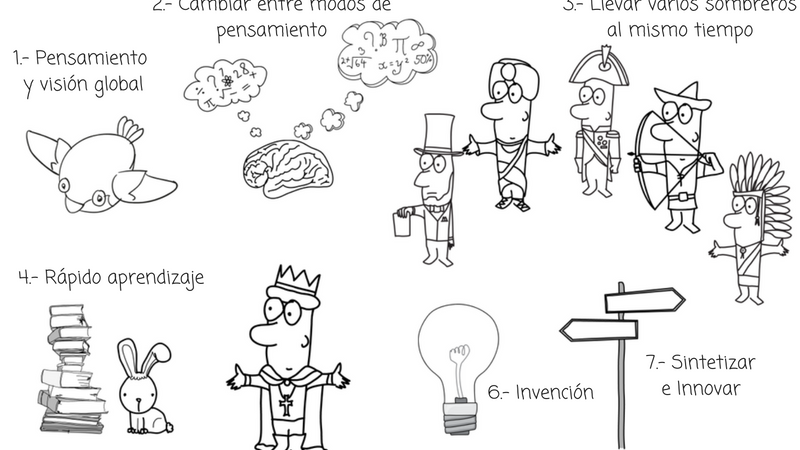 2.- Cambiar entre modos de
pensamiento
3.- Llevar varios sombreros
al mismo tiempo
1.- Pensamiento
y visión global
4.- Rápido aprendizaje
6.- Invención
7.- Sintetizar
e Innovar